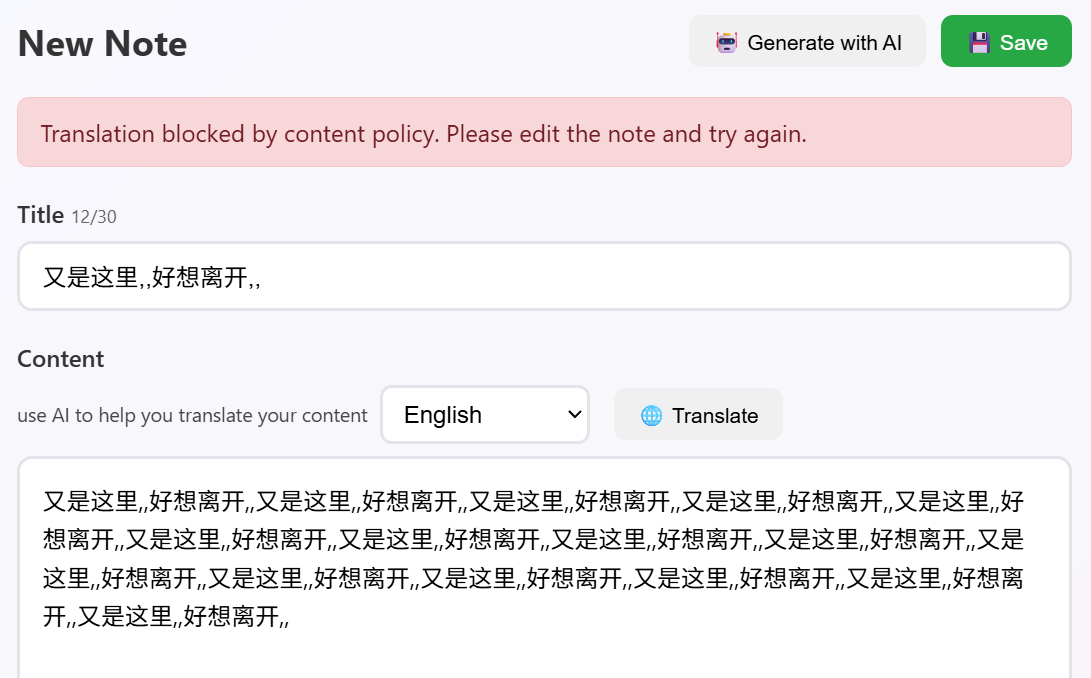 New Note
🤖 Generate with AI
💾 Save
Translation blocked by content policy. Please edit the note and try again.
Title 12/30
又是这里,,好想离开,,
Content
use AI to help you translate your content
English
🌐 Translate
又是这里,,好想离开,,又是这里,,好想离开,,又是这里,,好想离开,,又是这里,,好想离开,,又是这里,,好
想离开,,又是这里,,好想离开,,又是这里,,好想离开,,又是这里,,好想离开,,又是这里,,好想离开,,又是
这里,,好想离开,,又是这里,,好想离开,,又是这里,,好想离开,,又是这里,,好想离开,,又是这里,,好想离
开,,又是这里,,好想离开,,